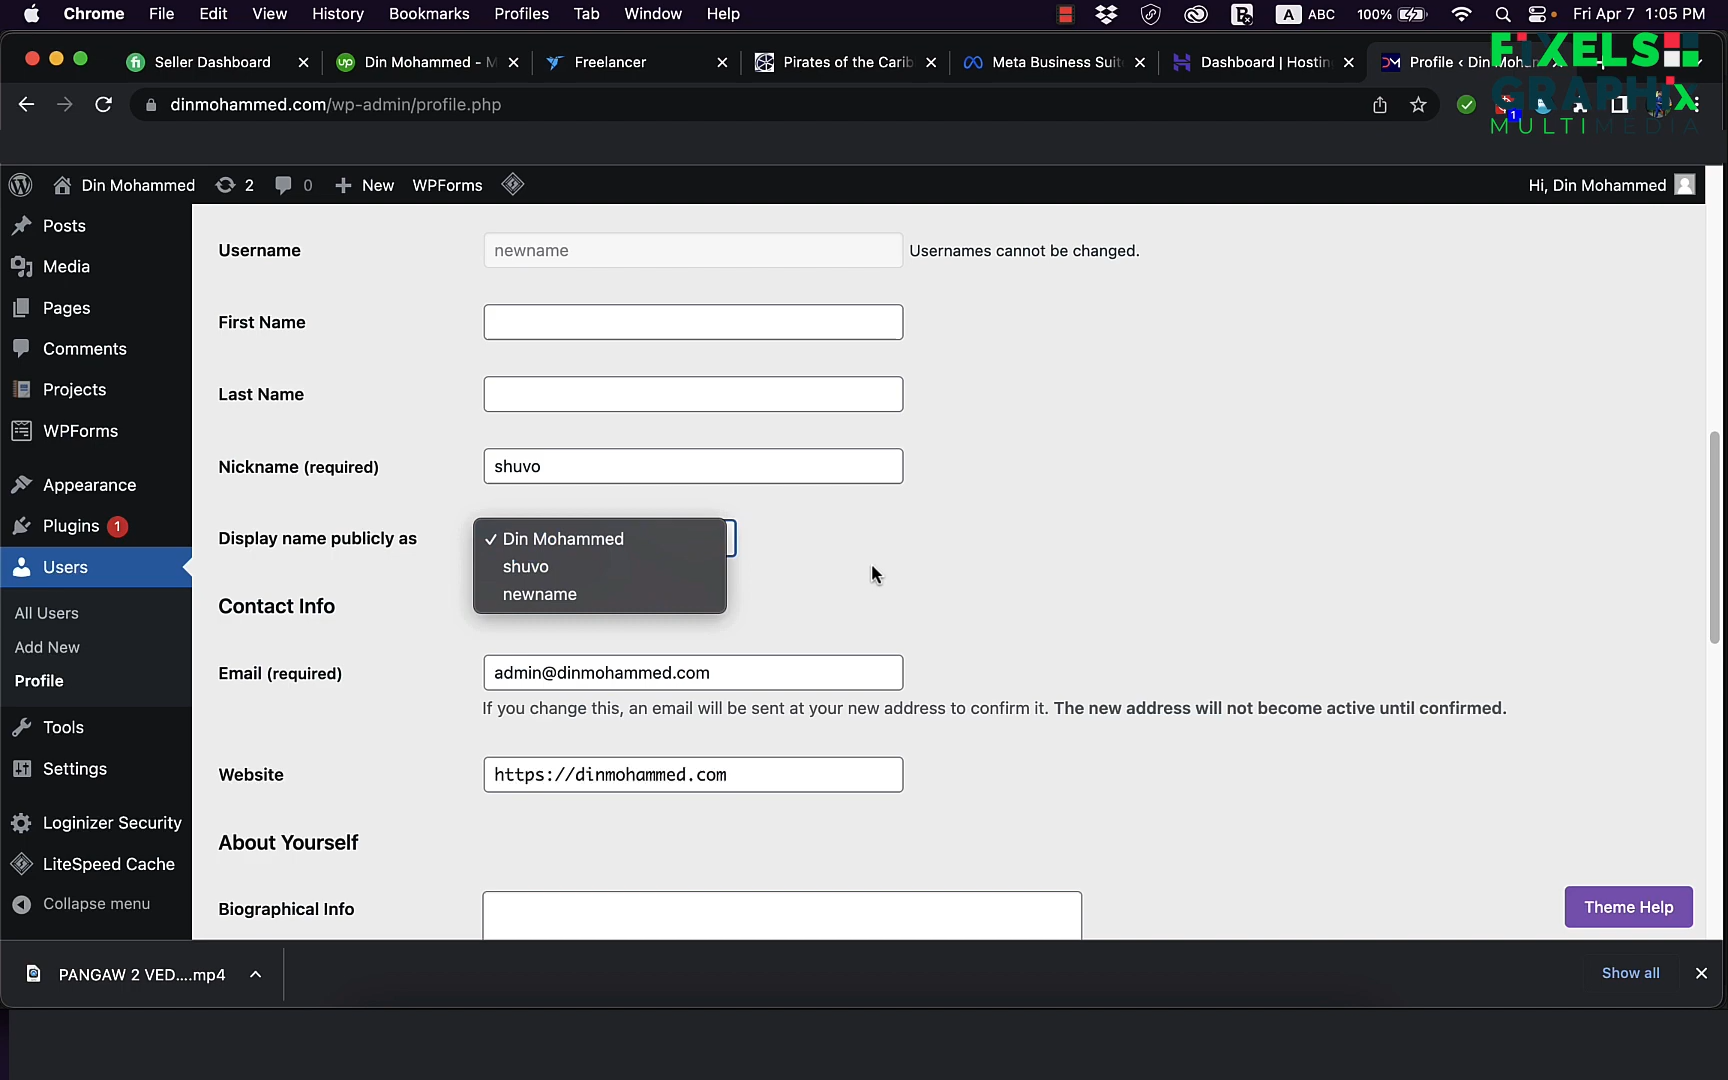 Chrome File Edit View History Bookmarks Profiles Tab Window Help A ABC 100% Fri Apr 7 1:05 PM
Seller Dashboard Din Mohammed - M Freelancer Pirates of the Carib Meta Business Suit Dashboard | Hostin Profile ‹ Din Moham
FIXELS
dinmohammed.com/wp-admin/profile.php
GRAPHIX
1
MULTIMEDIA
Din Mohammed 2 0 New WPForms Hi, Din Mohammed
Posts
Media
Pages
Comments
Projects
WPForms
Appearance
Plugins 1
Users
All Users
Add New
Profile
Tools
Settings
Loginizer Security
LiteSpeed Cache
Collapse menu
Username newname Usernames cannot be changed.
First Name
Last Name
Nickname (required) shuvo
Display name publicly as ✓ Din Mohammed
shuvo
newname
Contact Info
Email (required) admin@dinmohammed.com
If you change this, an email will be sent at your new address to confirm it. The new address will not become active until confirmed.
Website https://dinmohammed.com
About Yourself
Biographical Info
Theme Help
PANGAW 2 VED....mp4 Show all